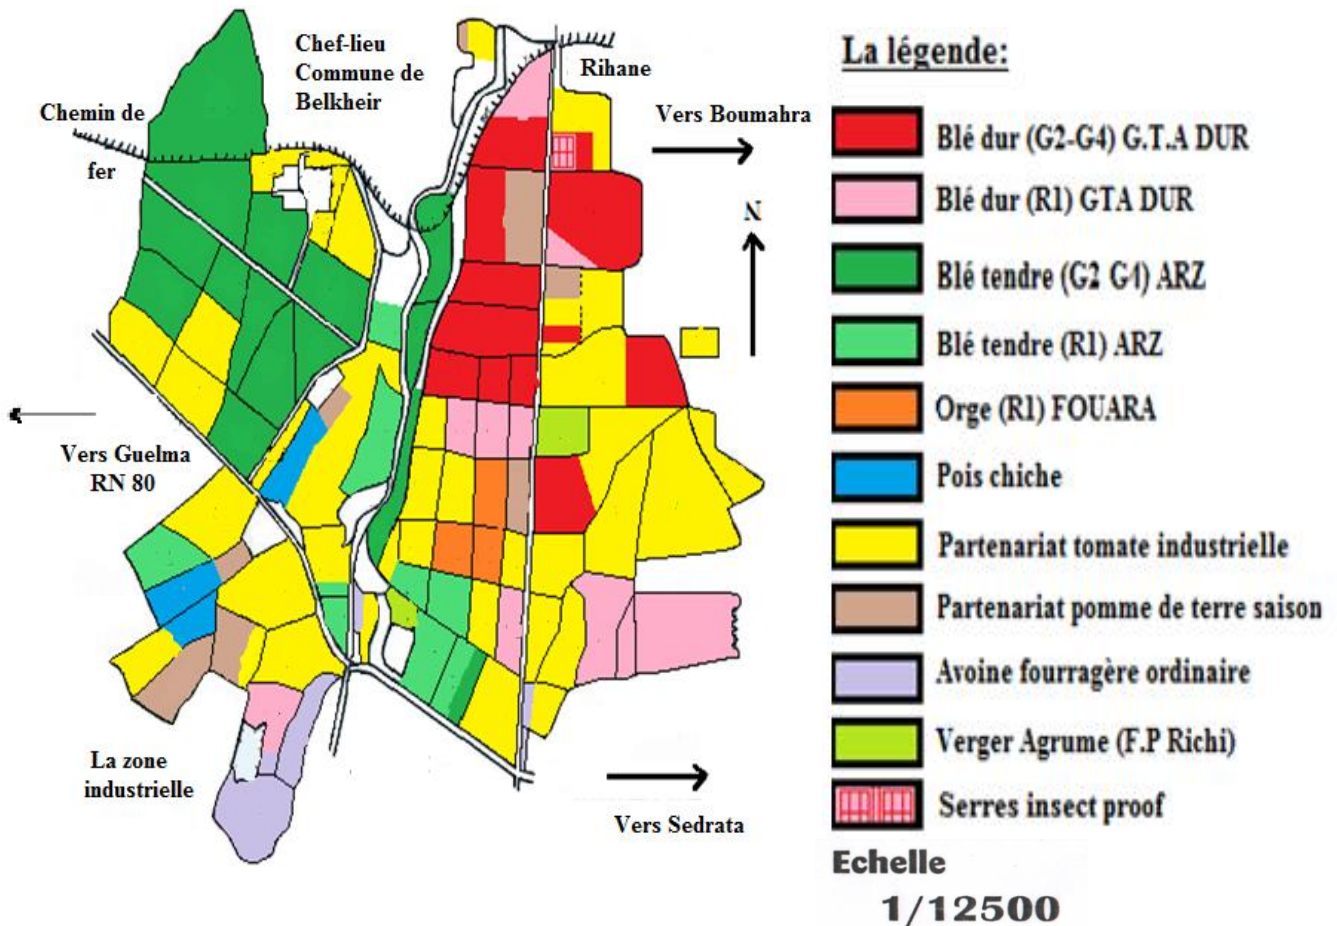 Chef-lieu
Commune de
Belkheir
Rihane
Chemin de
fer
Vers Boumahra
N
Vers Guelma
RN 80
La zone
industrielle
Vers Sedrata
La légende:
Blé dur (G2-G4) G.T.A DUR
Blé dur (R1) GTA DUR
Blé tendre (G2 G4) ARZ
Blé tendre (R1) ARZ
Orge (R1) FOUARA
Pois chiche
Partenariat tomate industrielle
Partenariat pomme de terre saison
Avoine fourragère ordinaire
Verger Agrume (F.P Richi)
Serres insect proof
Echelle
1/12500